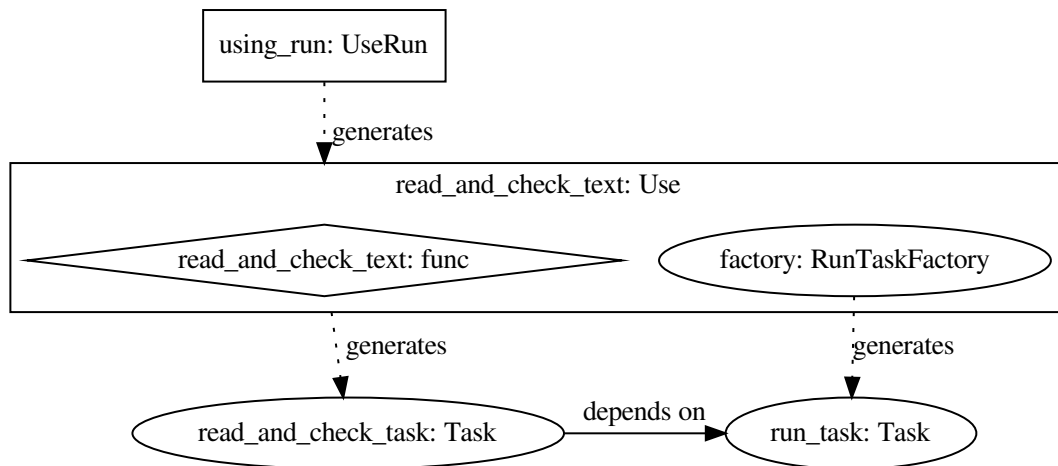 using_run: UseRun
generates
read_and_check_text: Use
read_and_check_text: func
factory: RunTaskFactory
generates
generates
read_and_check_task: Task
depends on
run_task: Task